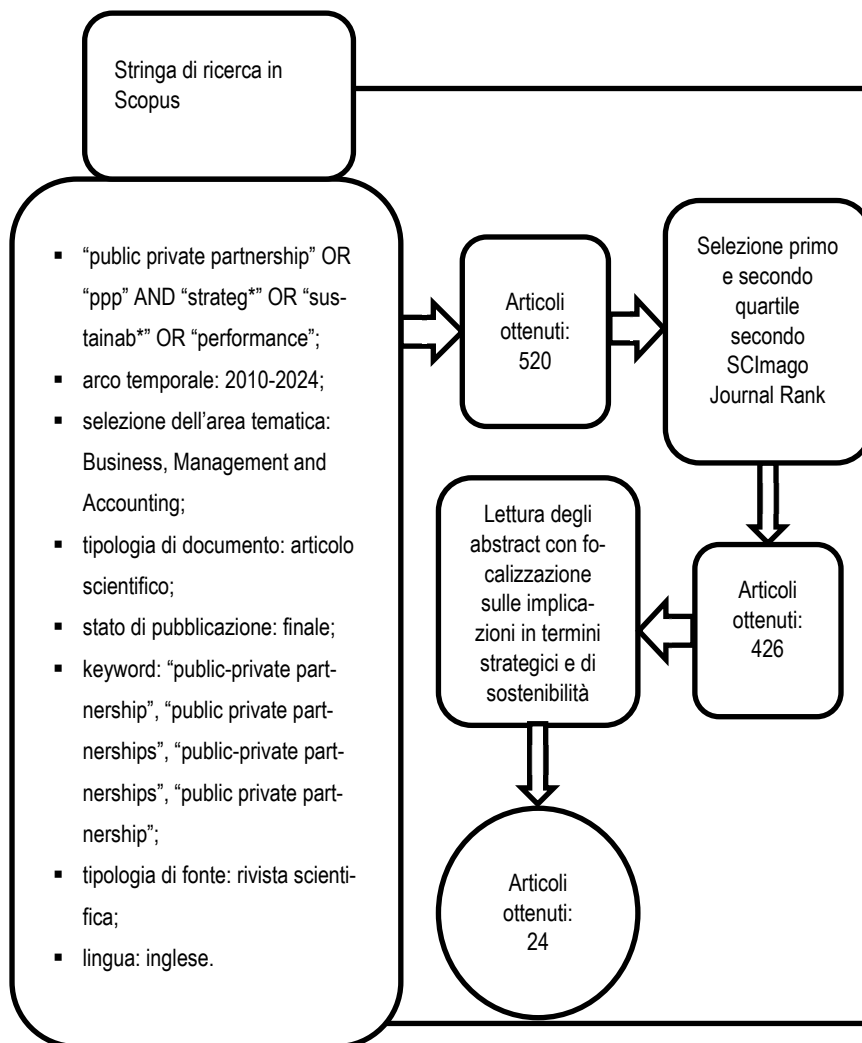 Stringa di ricerca in
Scopus
▪ “public private partnership” OR
“ppp” AND “strateg*” OR “sus-
tainab*” OR “performance”;
▪ arco temporale: 2010-2024;
▪ selezione dell’area tematica:
Business, Management and
Accounting;
▪ tipologia di documento: articolo
scientifico;
▪ stato di pubblicazione: finale;
▪ keyword: “public-private part-
nership”, “public private part-
nerships”, “public-private part-
nerships”, “public private part-
nership”;
▪ tipologia di fonte: rivista scienti-
fica;
▪ lingua: inglese.
Articoli
ottenuti:
520
Selezione primo
e secondo
quartile
secondo
SCImago
Journal Rank
Articoli
ottenuti:
426
Lettura degli
abstract con fo-
calizzazione
sulle implica-
zioni in termini
strategici e di
sostenibilità
Articoli
ottenuti:
24